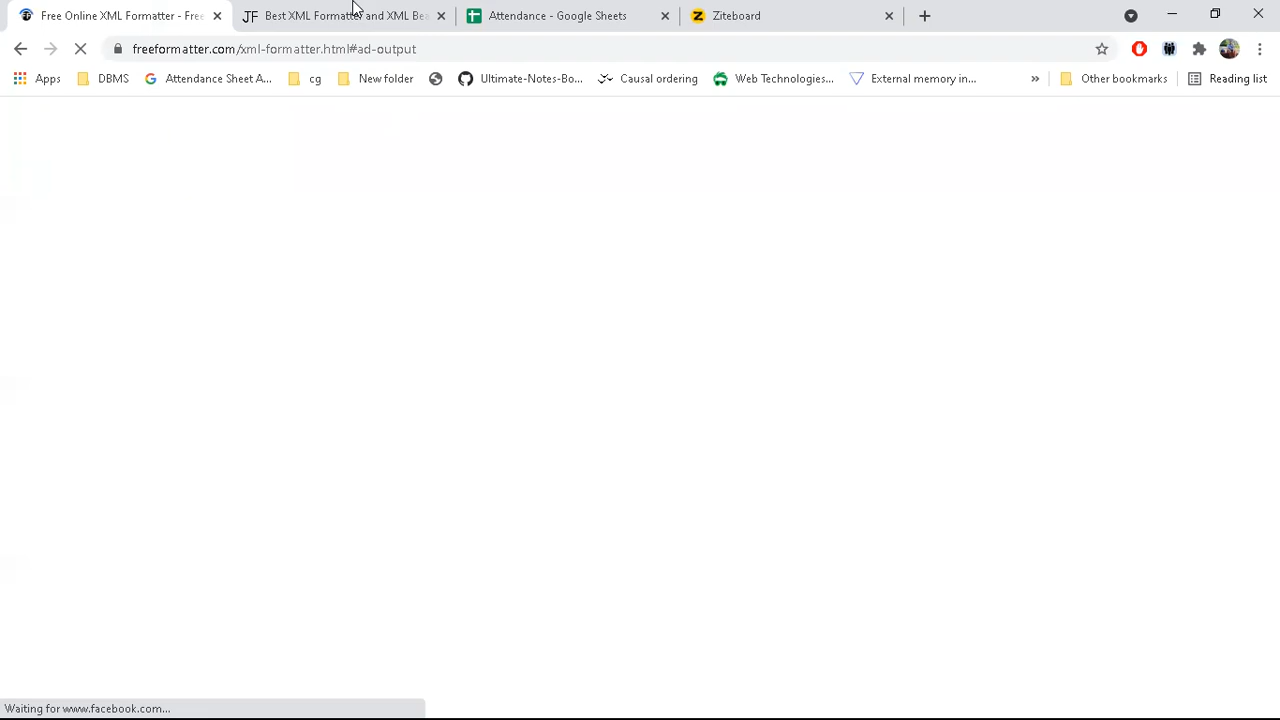 Free Online XML Formatter - Free
Best XML Formatter and XML Be
Attendance - Google Sheets
Ziteboard
freeformatter.com/xml-formatter.html#ad-output
Apps
DBMS
Attendance Sheet A...
cg
New folder
Ultimate-Notes-Bo...
Causal ordering
Web Technologies...
External memory in...
»
Other bookmarks
Reading list
Waiting for www.facebook.com...